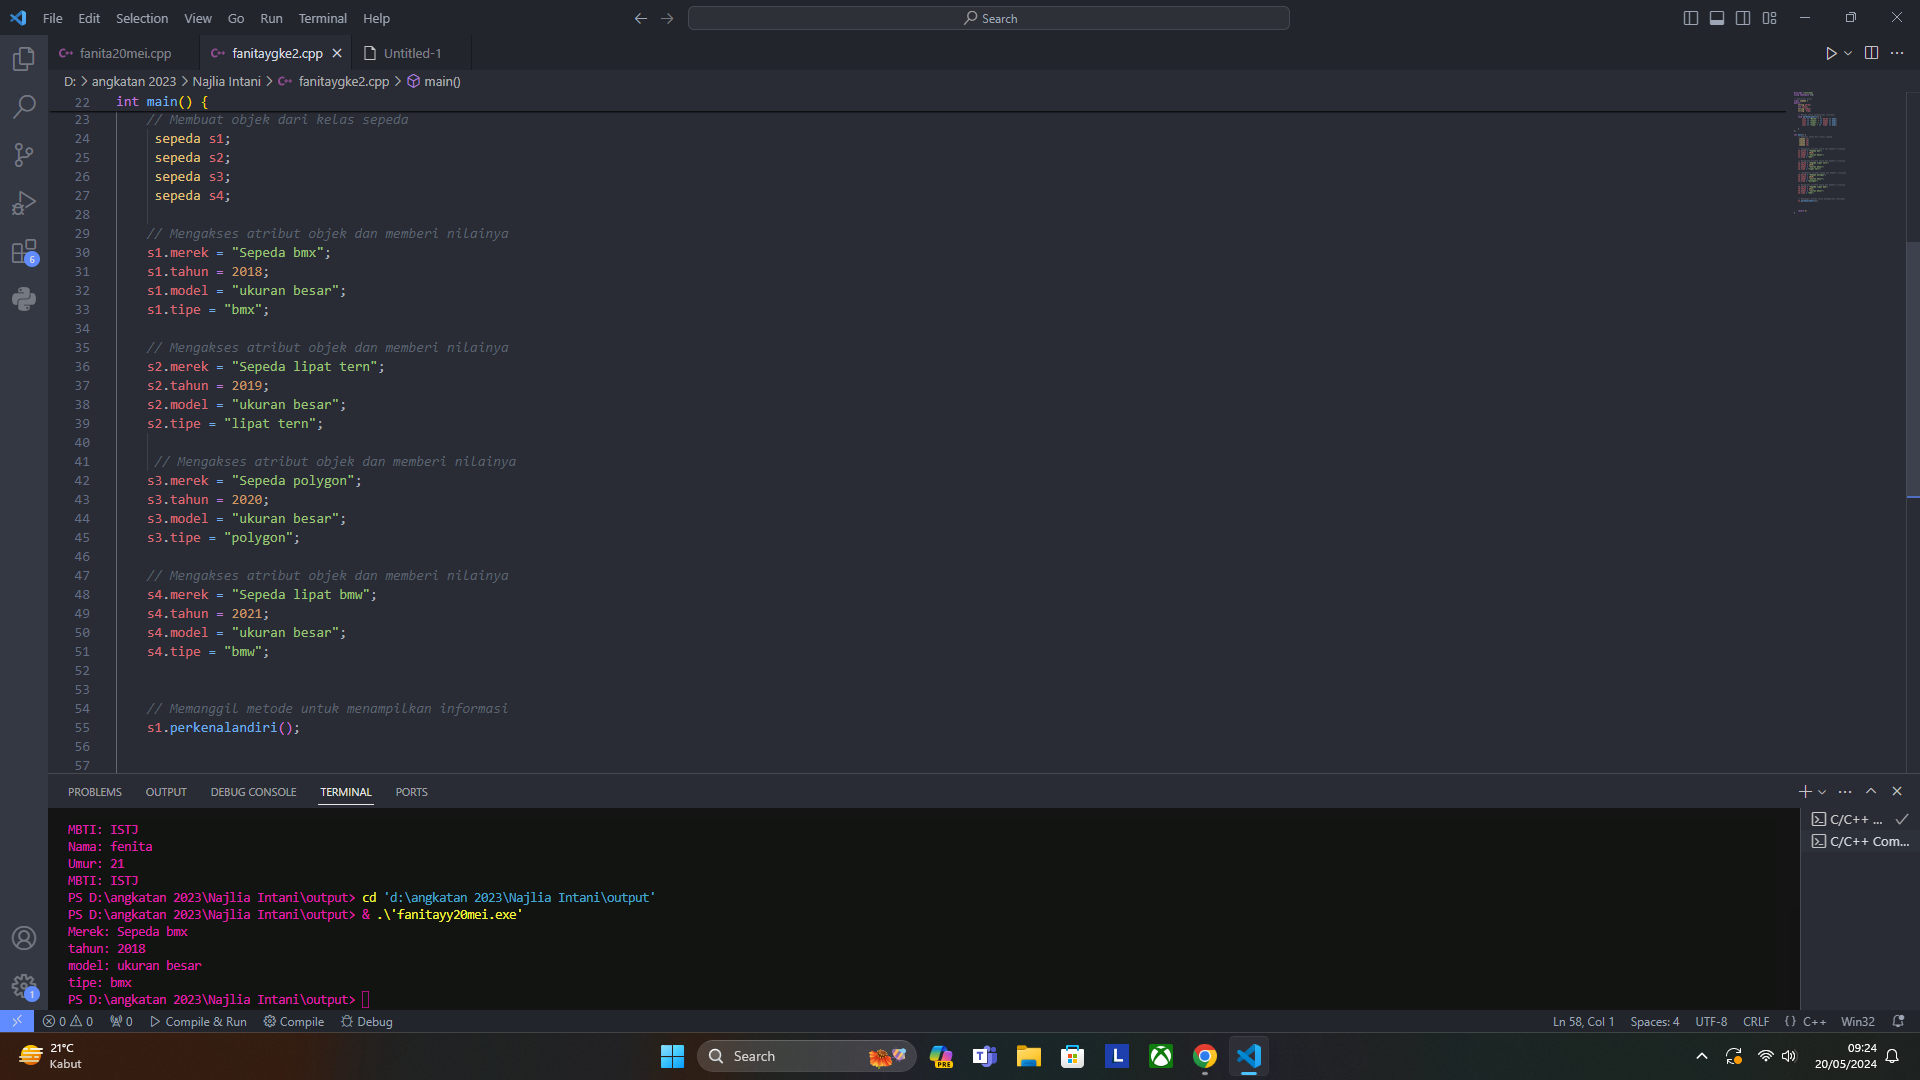 File Edit Selection View Go Run Terminal Help
Search
fanita20mei.cpp fanitaygke2.cpp Untitled-1
D: > angkatan 2023 > Najlia Intani > fanitaygke2.cpp > main()
22 int main() {
23 // Membuat objek dari kelas sepeda
24 sepeda s1;
25 sepeda s2;
26 sepeda s3;
27 sepeda s4;
28
29 // Mengakses atribut objek dan memberi nilainya
30 s1.merek = "Sepeda bmx";
31 s1.tahun = 2018;
32 s1.model = "ukuran besar";
33 s1.tipe = "bmx";
34
35 // Mengakses atribut objek dan memberi nilainya
36 s2.merek = "Sepeda lipat tern";
37 s2.tahun = 2019;
38 s2.model = "ukuran besar";
39 s2.tipe = "lipat tern";
40
41 // Mengakses atribut objek dan memberi nilainya
42 s3.merek = "Sepeda polygon";
43 s3.tahun = 2020;
44 s3.model = "ukuran besar";
45 s3.tipe = "polygon";
46
47 // Mengakses atribut objek dan memberi nilainya
48 s4.merek = "Sepeda lipat bmw";
49 s4.tahun = 2021;
50 s4.model = "ukuran besar";
51 s4.tipe = "bmw";
52
53
54 // Memanggil metode untuk menampilkan informasi
55 s1.perkenalandiri();
56
57
PROBLEMS OUTPUT DEBUG CONSOLE TERMINAL PORTS
MBTI: ISTJ
Nama: fenita
Umur: 21
MBTI: ISTJ
PS D:\angkatan 2023\Najlia Intani\output> cd 'd:\angkatan 2023\Najlia Intani\output'
PS D:\angkatan 2023\Najlia Intani\output> & .\'fanitayy20mei.exe'
Merek: Sepeda bmx
tahun: 2018
model: ukuran besar
tipe: bmx
PS D:\angkatan 2023\Najlia Intani\output>
C/C++ ...
C/C++ Com...
6
1
0 0 0 Compile & Run Compile Debug
Ln 58, Col 1 Spaces: 4 UTF-8 CRLF {} C++ Win32
21°C
Kabut
Search
PRE
L
09:24
20/05/2024